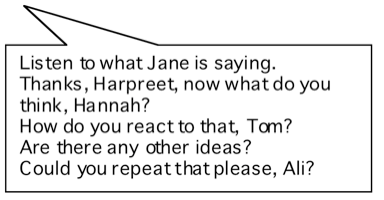 Listen to what Jane is saying.
Thanks, Harpreet, now what do you
think, Hannah?
How do you react to that, Tom?
Are there any other ideas?
Could you repeat that please, Ali?